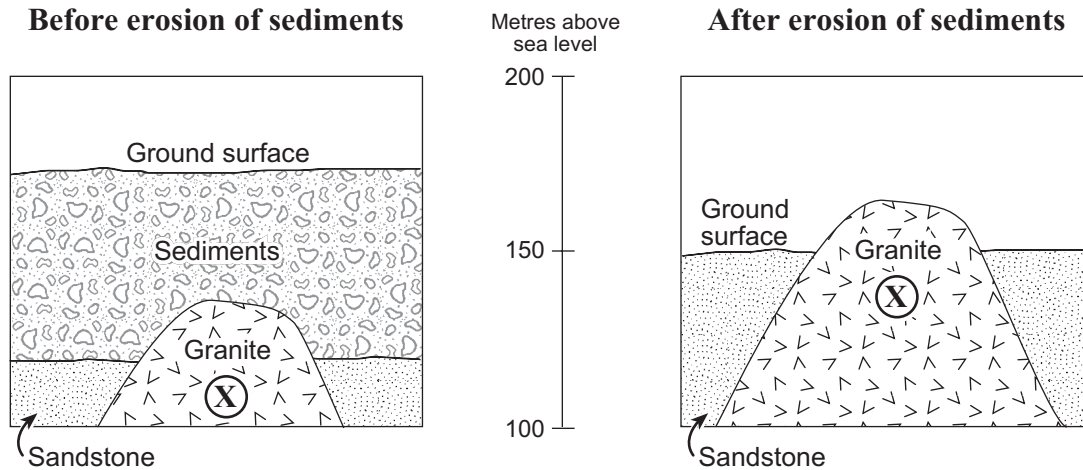 Before erosion of sediments
Metres above
sea level
After erosion of sediments
200
150
100
Ground surface
Sediments
Granite
X
Sandstone
Ground
surface
Granite
X
Sandstone